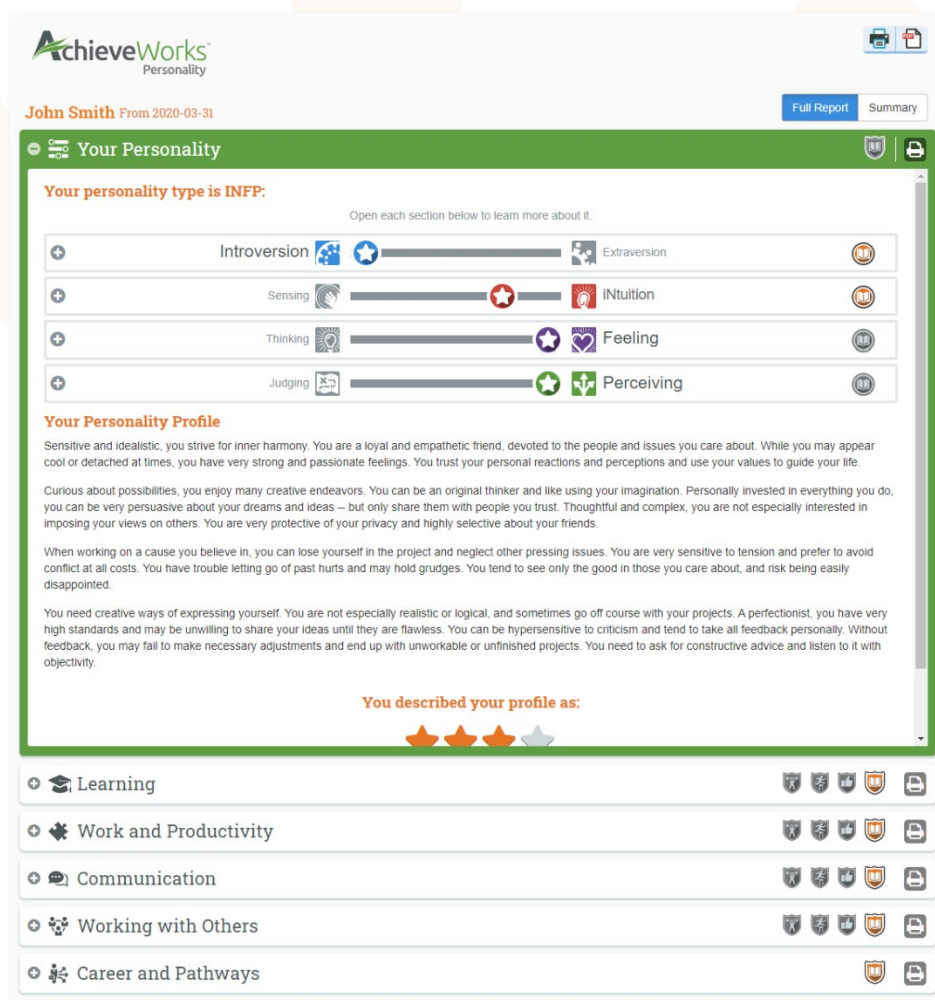 AchieveWorks™
Personality
PDF
John Smith From 2020-03-31
Full Report Summary
Your Personality
Your personality type is INFP:
Open each section below to learn more about it.
Introversion Extraversion
Sensing iNtuition
Thinking Feeling
Judging Perceiving
Your Personality Profile
Sensitive and idealistic, you strive for inner harmony. You are a loyal and empathetic friend, devoted to the people and issues you care about. While you may appear
cool or detached at times, you have very strong and passionate feelings. You trust your personal reactions and perceptions and use your values to guide your life.
Curious about possibilities, you enjoy many creative endeavors. You can be an original thinker and like using your imagination. Personally invested in everything you do,
you can be very persuasive about your dreams and ideas -- but only share them with people you trust. Thoughtful and complex, you are not especially interested in
imposing your views on others. You are very protective of your privacy and highly selective about your friends.
When working on a cause you believe in, you can lose yourself in the project and neglect other pressing issues. You are very sensitive to tension and prefer to avoid
conflict at all costs. You have trouble letting go of past hurts and may hold grudges. You tend to see only the good in those you care about, and risk being easily
disappointed.
You need creative ways of expressing yourself. You are not especially realistic or logical, and sometimes go off course with your projects. A perfectionist, you have very
high standards and may be unwilling to share your ideas until they are flawless. You can be hypersensitive to criticism and tend to take all feedback personally. Without
feedback, you may fail to make necessary adjustments and end up with unworkable or unfinished projects. You need to ask for constructive advice and listen to it with
objectivity.
You described your profile as:
Learning
Work and Productivity
Communication
Working with Others
Career and Pathways